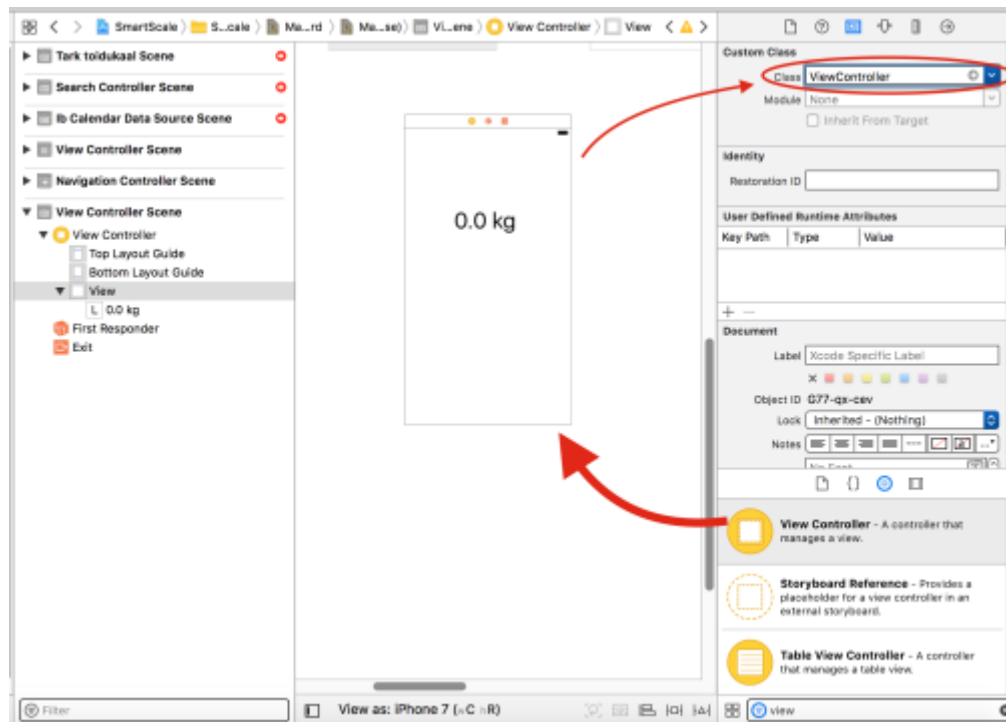 SmartScale
S...cale
Ma...rd
Ma...se)
Vi...ene
View Controller
View
Tark toidukaal Scene
Search Controller Scene
Ib Calendar Data Source Scene
View Controller Scene
Navigation Controller Scene
View Controller Scene
View Controller
Top Layout Guide
Bottom Layout Guide
View
L 0.0 kg
First Responder
Exit
Filter
0.0 kg
View as: iPhone 7
Custom Class
Class ViewController
Module None
Inherit From Target
Identity
Restoration ID
User Defined Runtime Attributes
Key Path Type Value
Document
Label Xcode Specific Label
Object ID G77-qx-cev
Lock Inherited - (Nothing)
Notes
No Font
View Controller - A controller that
manages a view.
Storyboard Reference - Provides a
placeholder for a view controller in an
external storyboard.
Table View Controller - A controller
that manages a table view.
view